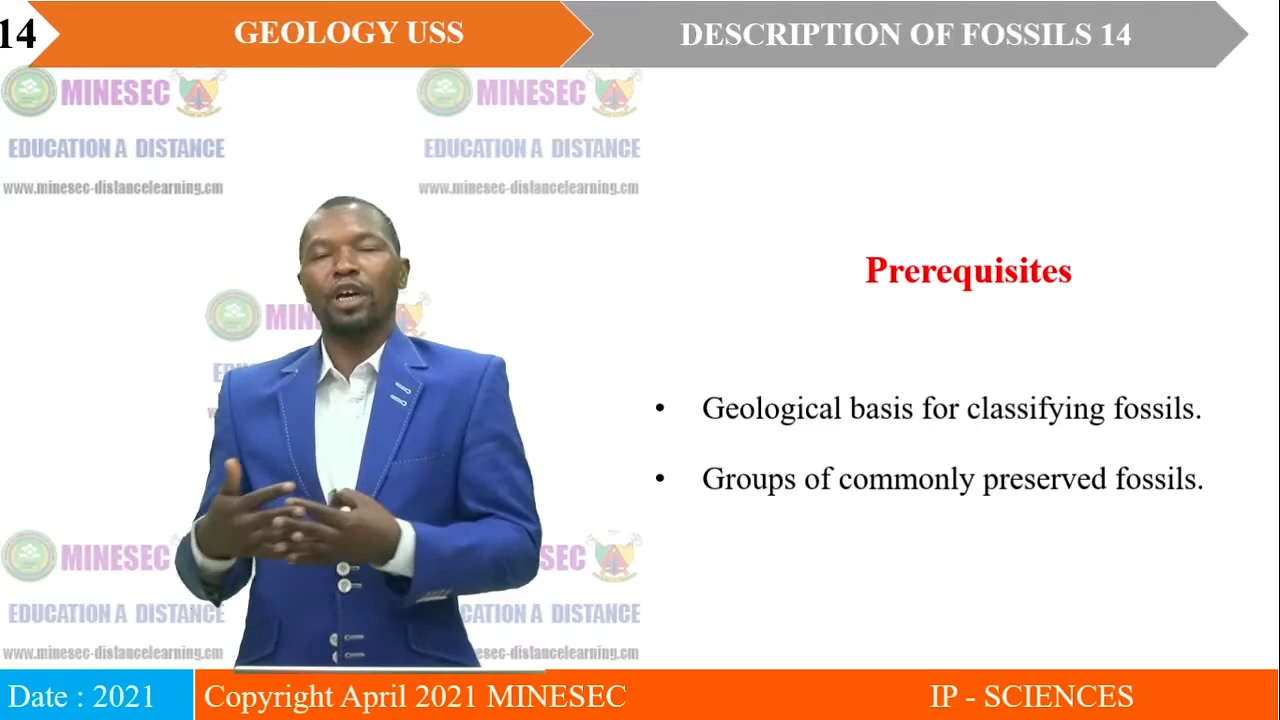 14
GEOLOGY USS
DESCRIPTION OF FOSSILS 14
MINESEC
EDUCATION A DISTANCE
www.minesec-distancelearning.cm
MINESEC
EDUCATION A DISTANCE
www.minesec-distancelearning.cm
Prerequisites
• Geological basis for classifying fossils.
• Groups of commonly preserved fossils.
MINESEC
EDUCATION A DISTANCE
www.minesec-distancelearning.cm
Date : 2021
Copyright April 2021 MINESEC
IP - SCIENCES